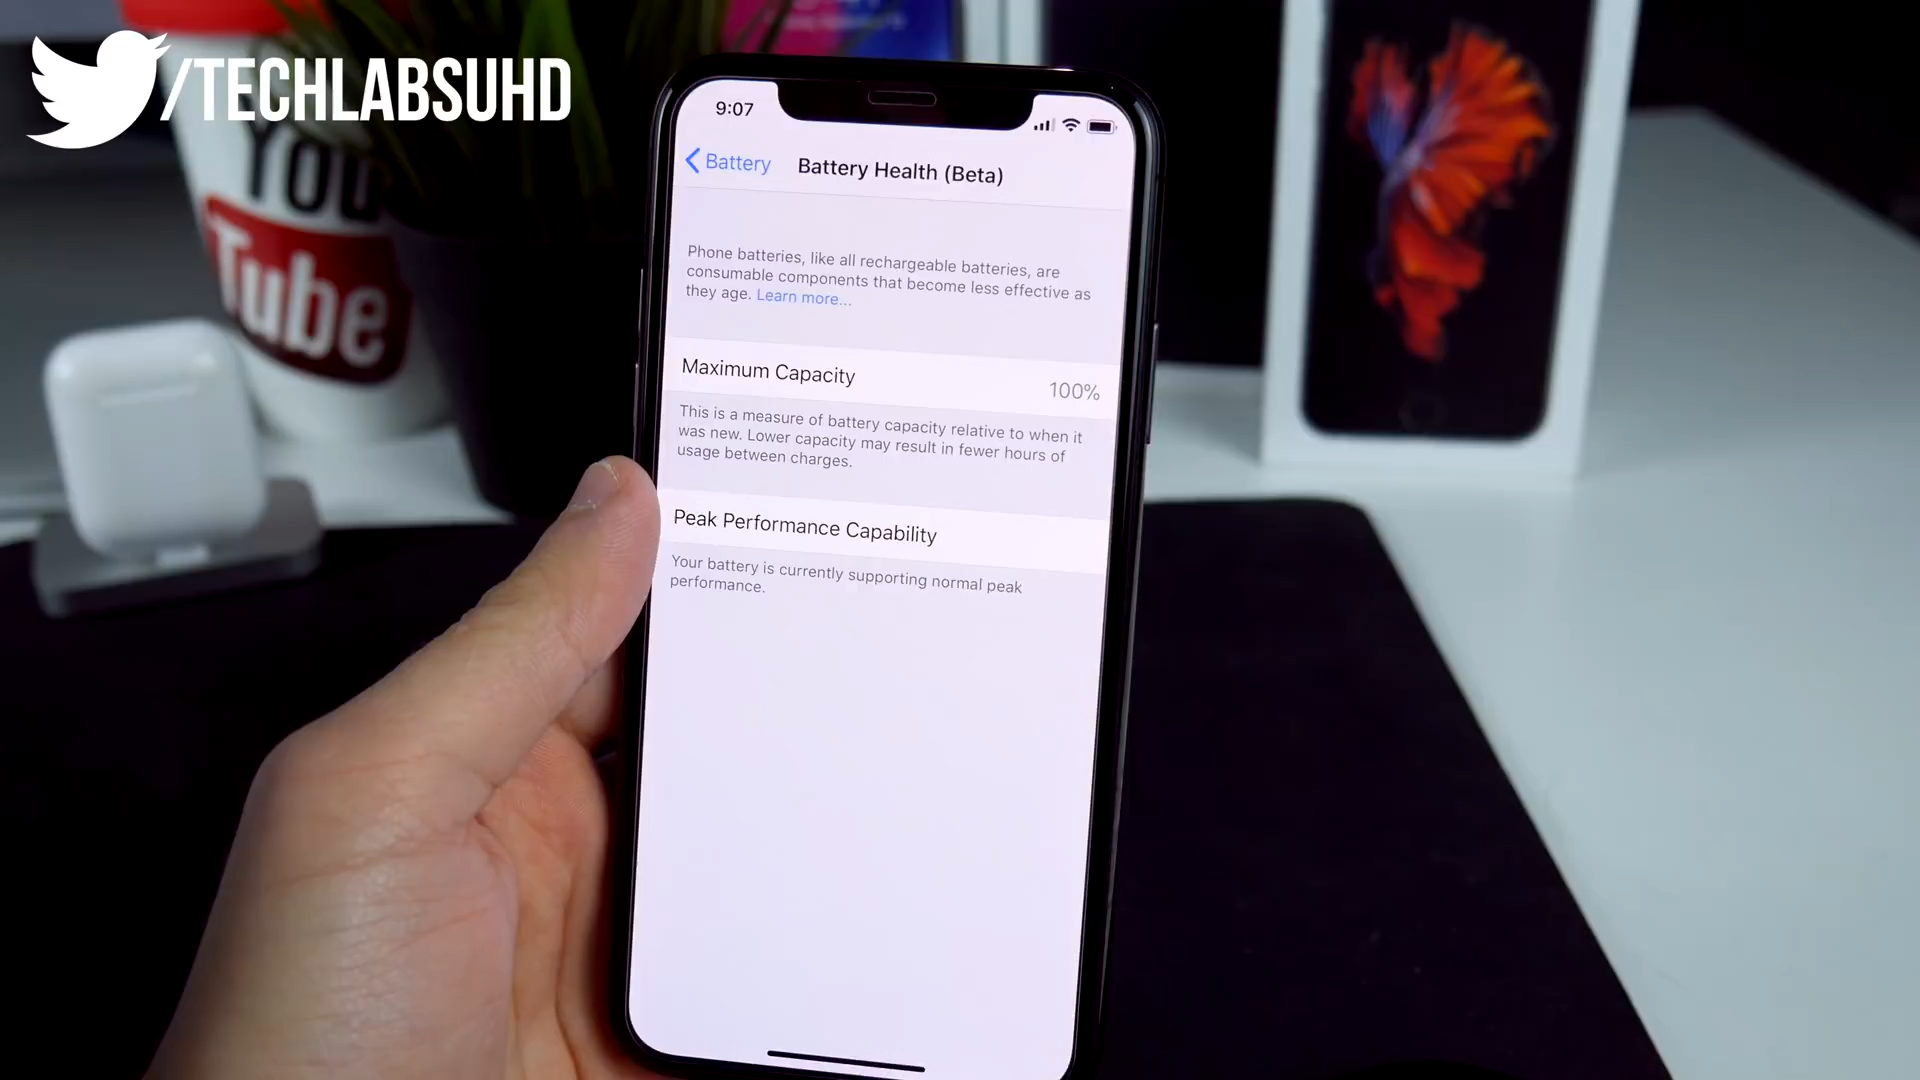 /TECHLABSUHD
YOU
Tube
9:07
Battery
Battery Health (Beta)
Phone batteries, like all rechargeable batteries, are
consumable components that become less effective as
they age. Learn more...
Maximum Capacity
100%
This is a measure of battery capacity relative to when it
was new. Lower capacity may result in fewer hours of
usage between charges.
Peak Performance Capability
Your battery is currently supporting normal peak
performance.